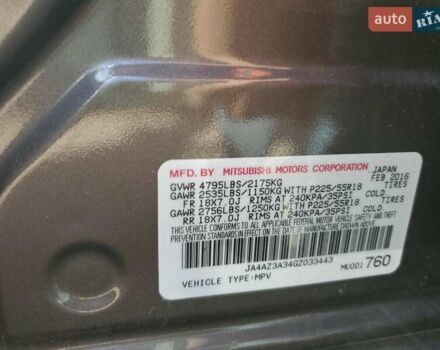 auto RIA
MFD BY MITSUBISHI MOTORS CORPORATION JAPAN
GVWR 4795LBS/2175KG FEB 2016
GAWR 2535LBS/1150KG WITH P225/55R18 TIRES
FR 18X7.0J RIMS AT 240KPA/35PSI COLD.
GAWR 2756LBS/1250KG WITH P225/55R18 TIRES
RR 18X7.0J RIMS AT 240KPA/35PSI COLD.
THIS VEHICLE CONFORMS TO ALL APPLICABLE FEDERAL MOTOR VEHICLE SAFETY AND THEFT PREVENTION STANDARDS IN EFFECT ON THE DATE OF MANUFACTURE SHOWN ABOVE.
JA4AZ3A34GZ033443 MU001760
VEHICLE TYPE:MPV